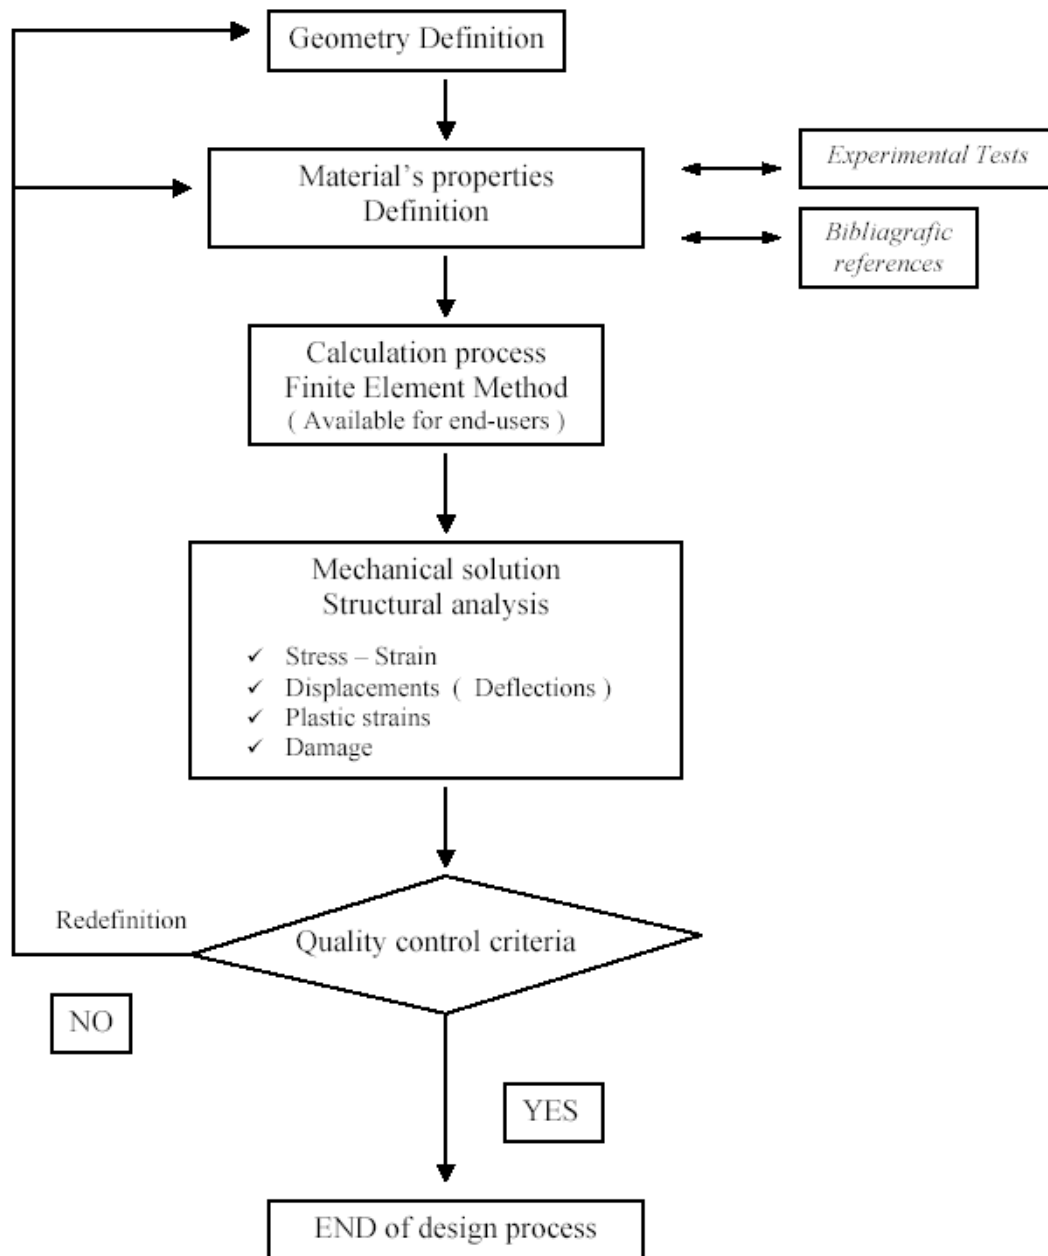 Geometry Definition
Material's properties
Definition
Experimental Tests
Bibliagrafic
references
Calculation process
Finite Element Method
( Available for end-users )
Mechanical solution
Structural analysis
✓ Stress – Strain
✓ Displacements ( Deflections )
✓ Plastic strains
✓ Damage
Redefinition
Quality control criteria
NO
YES
END of design process